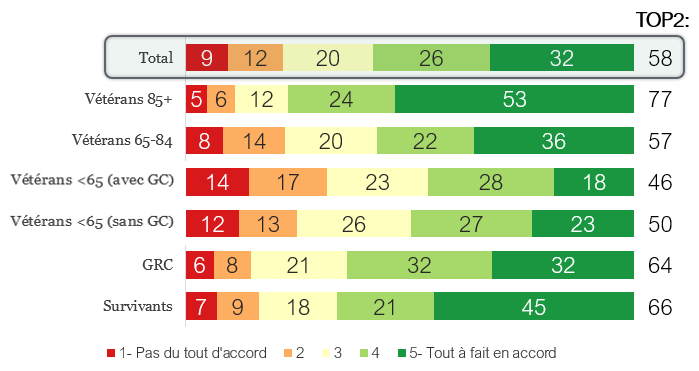 TOP2:
Total 9 12 20 26 32 58
Vétérans 85+ 5 6 12 24 53 77
Vétérans 65-84 8 14 20 22 36 57
Vétérans <65 (avec GC) 14 17 23 28 18 46
Vétérans <65 (sans GC) 12 13 26 27 23 50
GRC 6 8 21 32 32 64
Survivants 7 9 18 21 45 66
1- Pas du tout d'accord 2 3 4 5- Tout à fait en accord